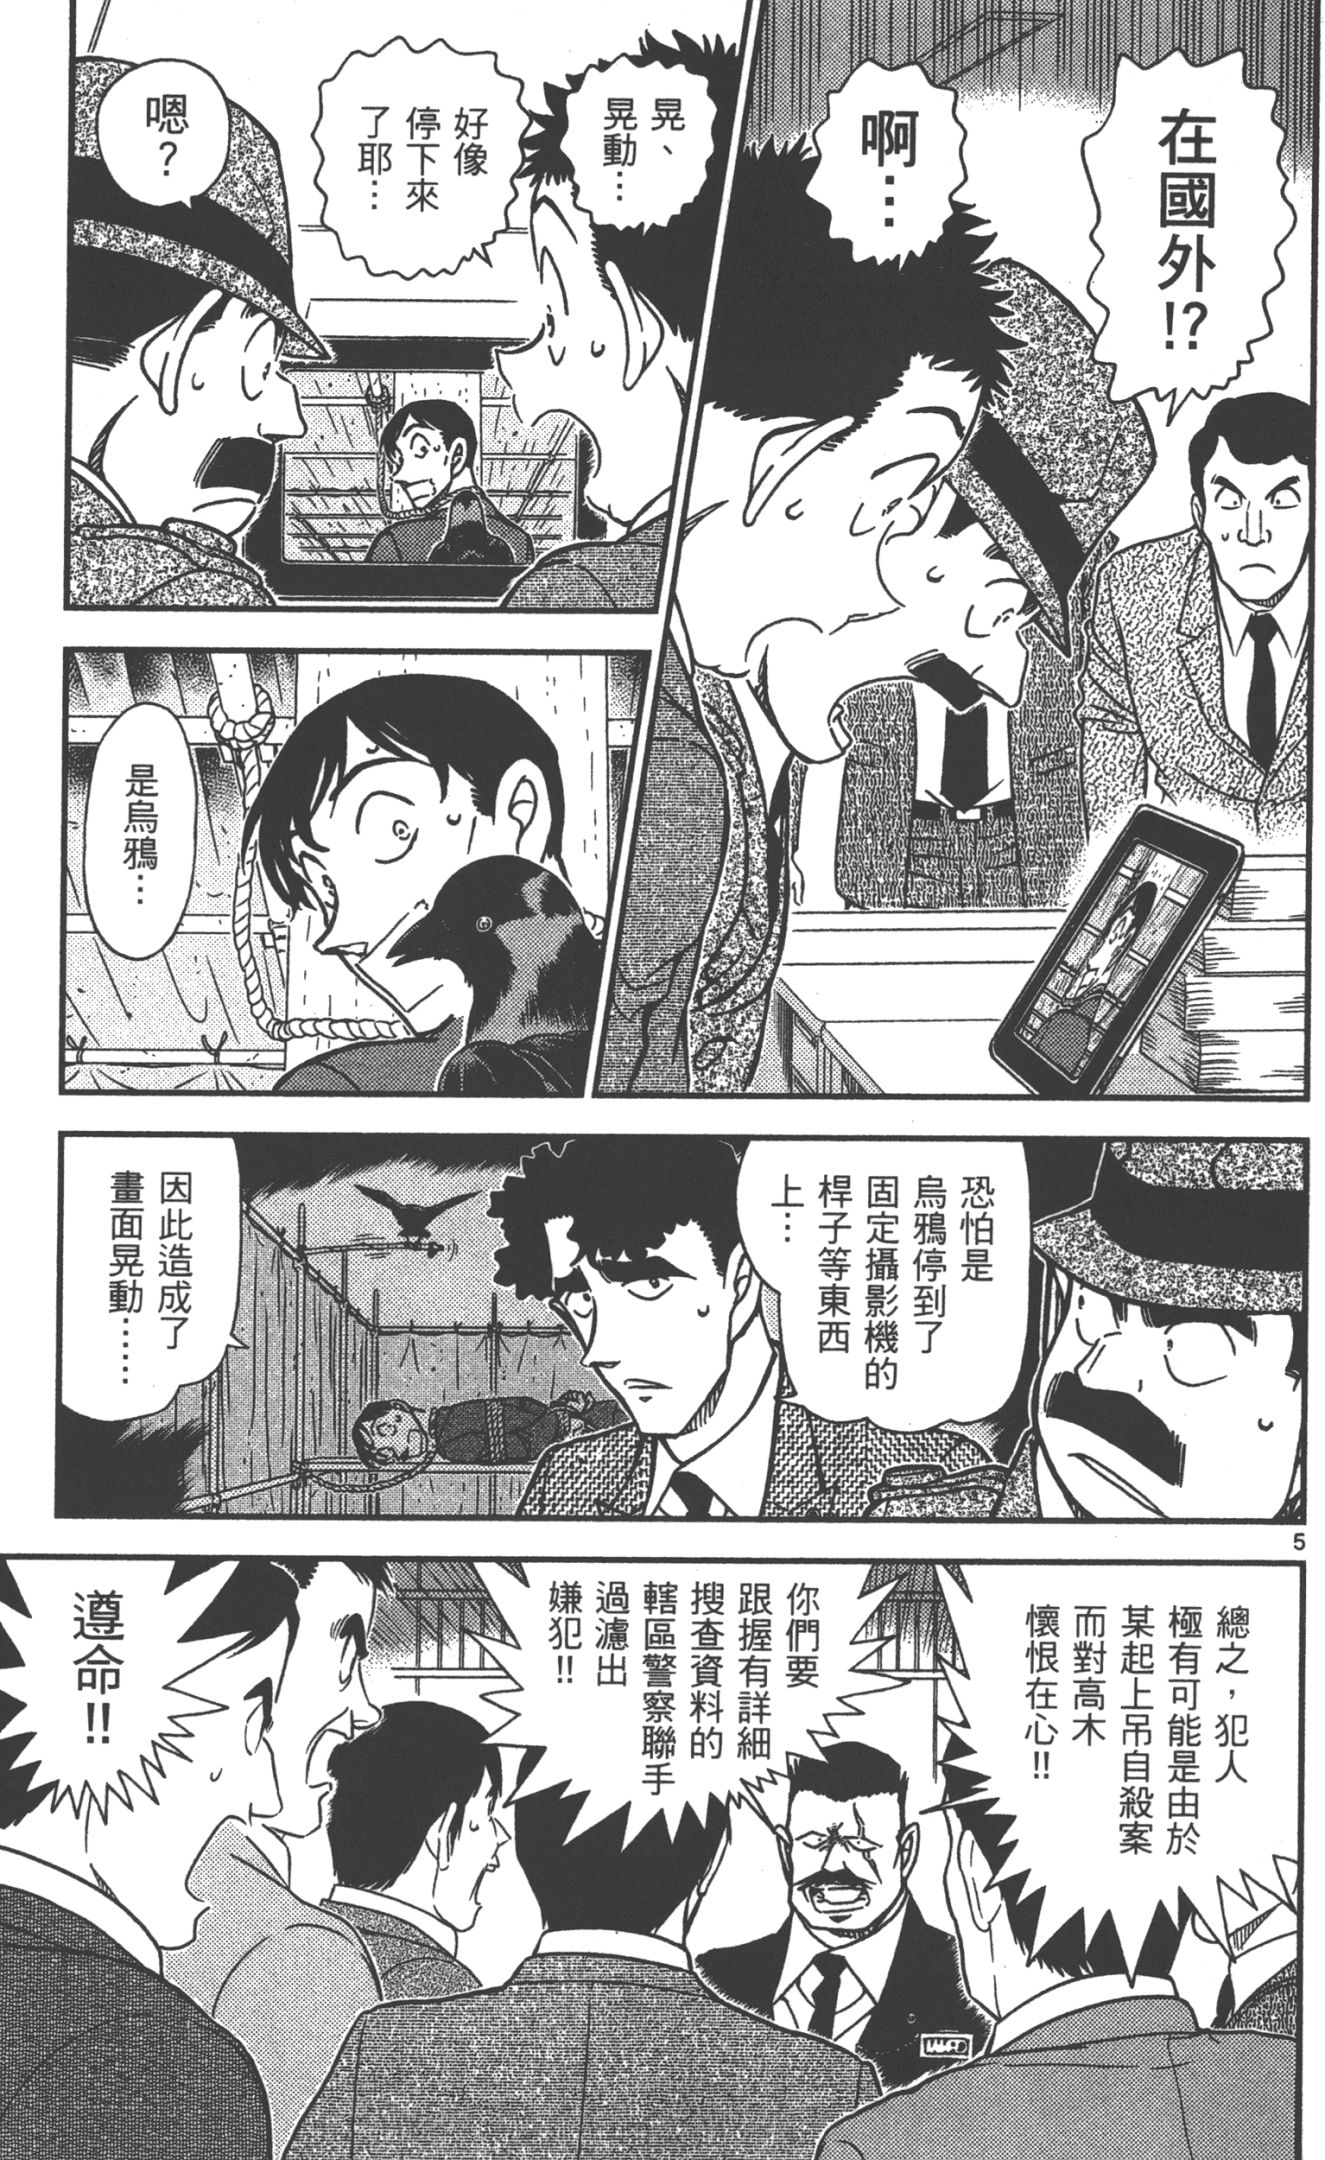 在國外!?
啊…
晃、
晃動…
好像
停下來
了耶…
嗯？
是烏鴉…
恐怕是
烏鴉停到了
固定攝影機的
桿子等東西
上…
因此造成了
畫面晃動……
5
總之，犯人
極有可能是由於
某起上吊自殺案
而對高木
懷恨在心!!
你們要
跟握有詳細
搜查資料的
轄區警察聯手
過濾出
嫌犯!!
遵命!!